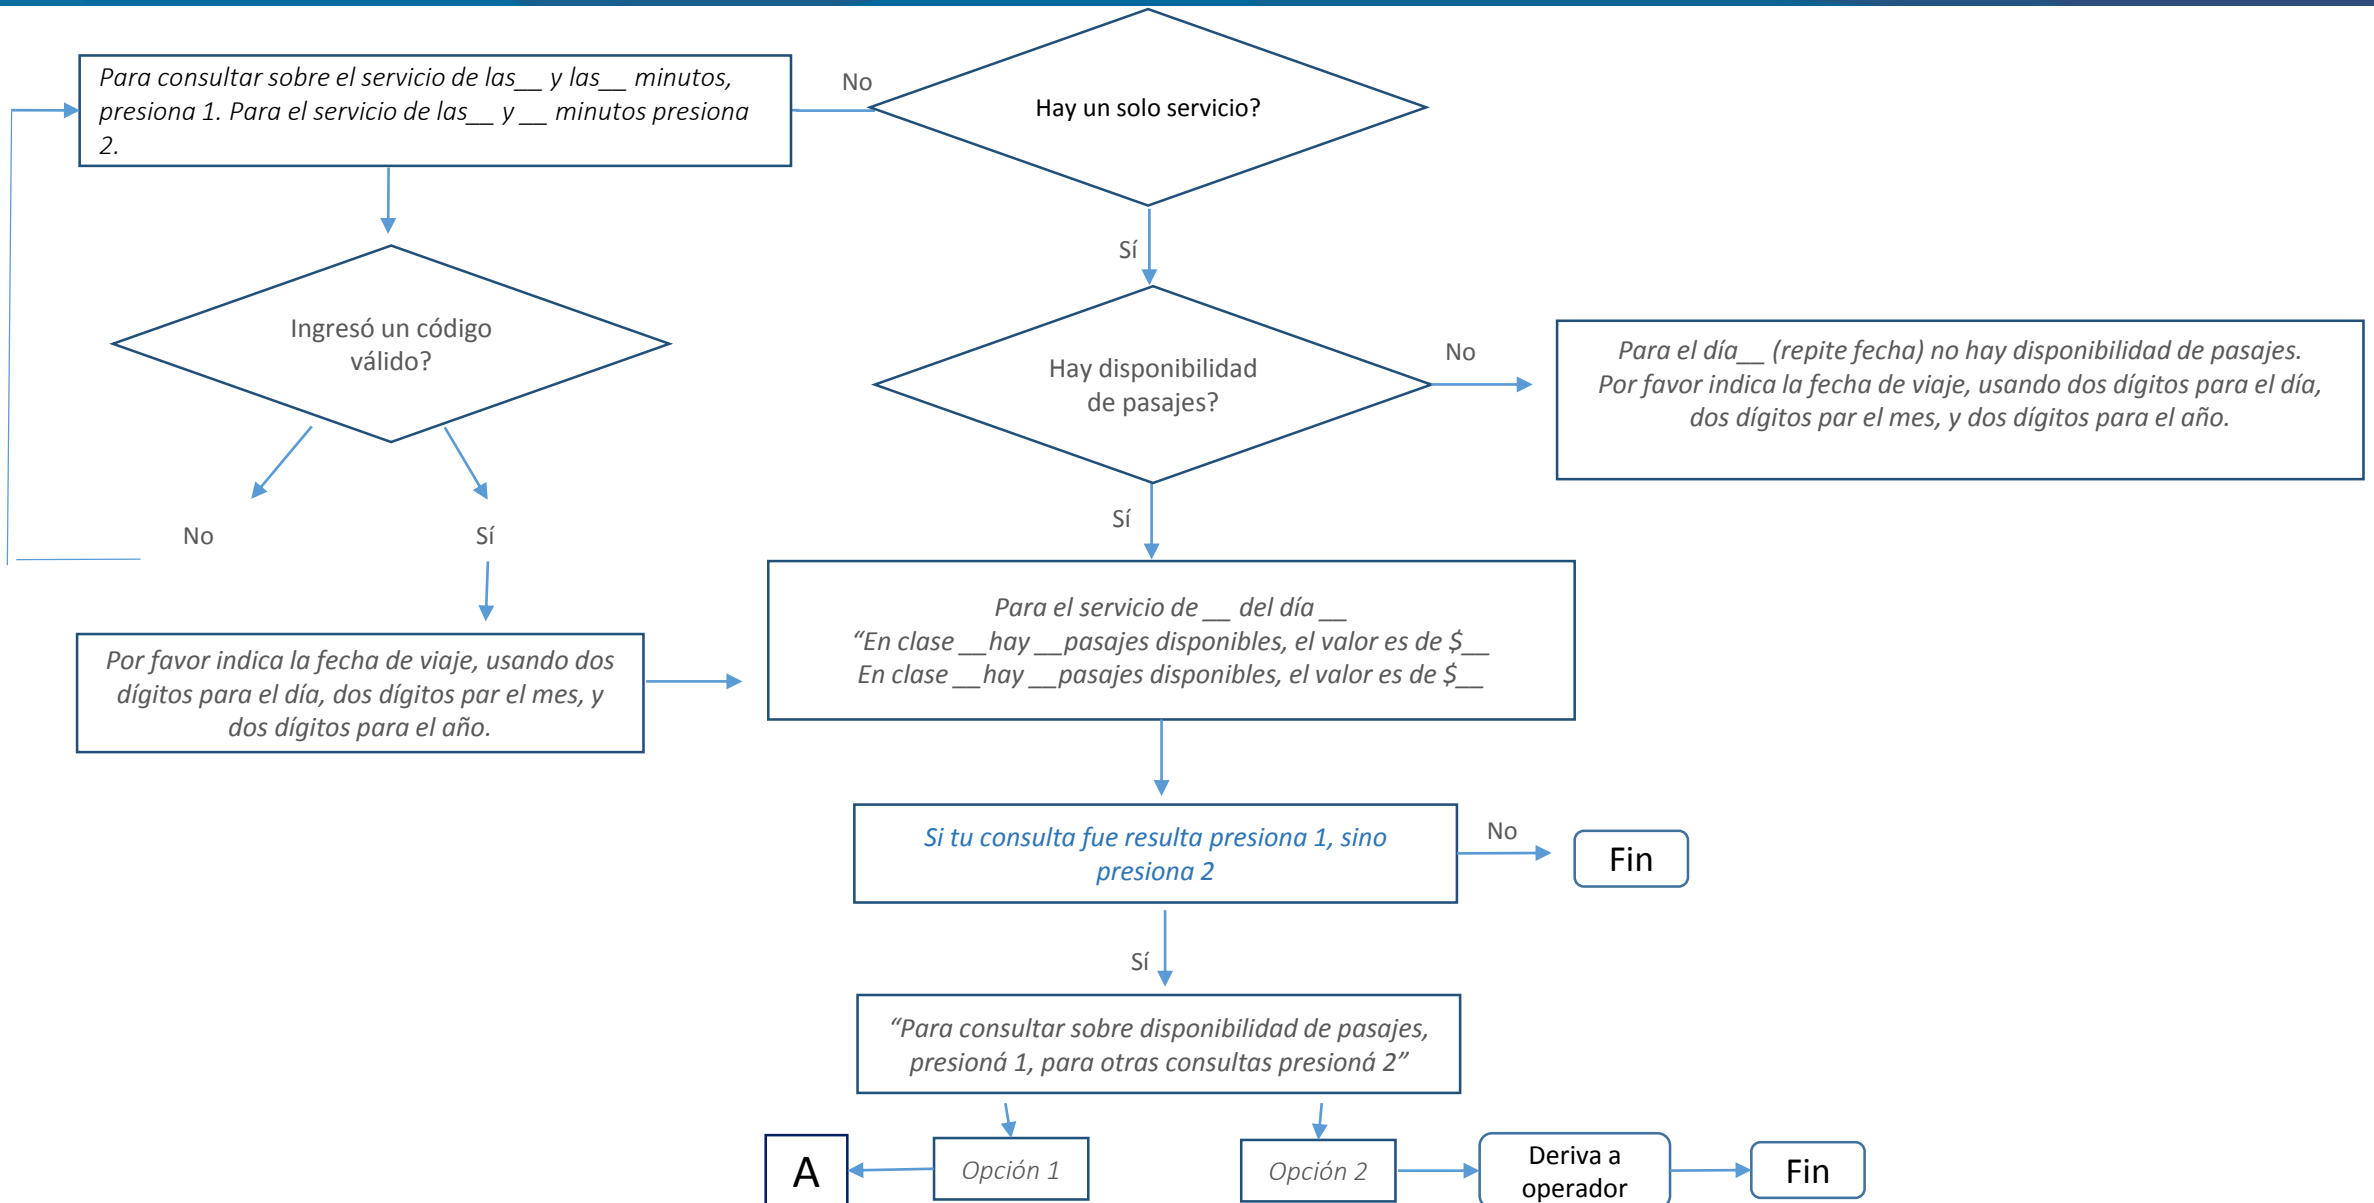 Para consultar sobre el servicio de las__ y las__ minutos,
presiona 1. Para el servicio de las__ y __ minutos presiona
2.
No
Hay un solo servicio?
Sí
Ingresó un código
válido?
Hay disponibilidad
de pasajes?
No
Para el día__ (repite fecha) no hay disponibilidad de pasajes.
Por favor indica la fecha de viaje, usando dos dígitos para el día,
dos dígitos par el mes, y dos dígitos para el año.
No
Sí
Sí
Para el servicio de __ del día __
“En clase __hay __pasajes disponibles, el valor es de $__
En clase __hay __pasajes disponibles, el valor es de $__
Por favor indica la fecha de viaje, usando dos
dígitos para el día, dos dígitos par el mes, y
dos dígitos para el año.
Si tu consulta fue resulta presiona 1, sino
presiona 2
No
Fin
Sí
“Para consultar sobre disponibilidad de pasajes,
presioná 1, para otras consultas presioná 2”
A
Opción 1
Opción 2
Deriva a
operador
Fin